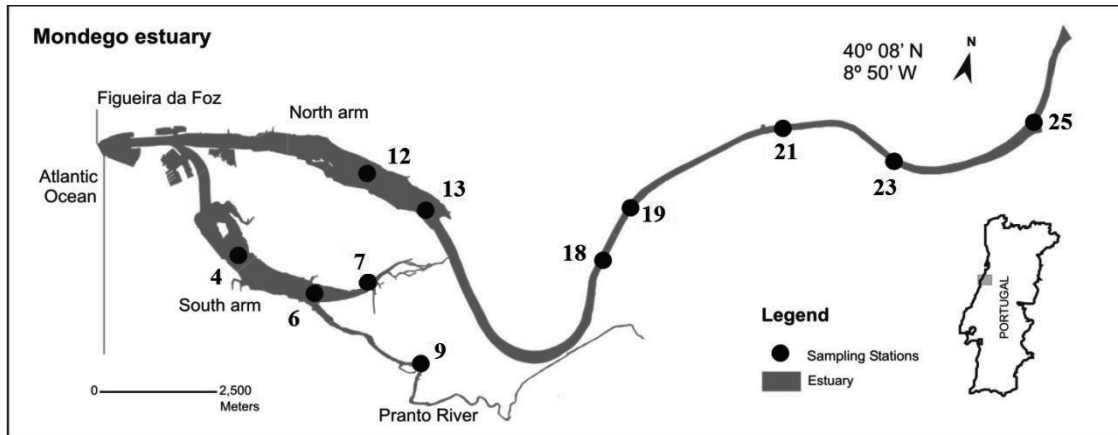 Mondego estuary
40º 08' N
8º 50' W
N
Figueira da Foz
North arm
Atlantic
Ocean
12
13
21
23
25
19
18
4
7
6
South arm
9
Pranto River
0
2,500
Meters
Legend
Sampling Stations
Estuary
PORTUGAL